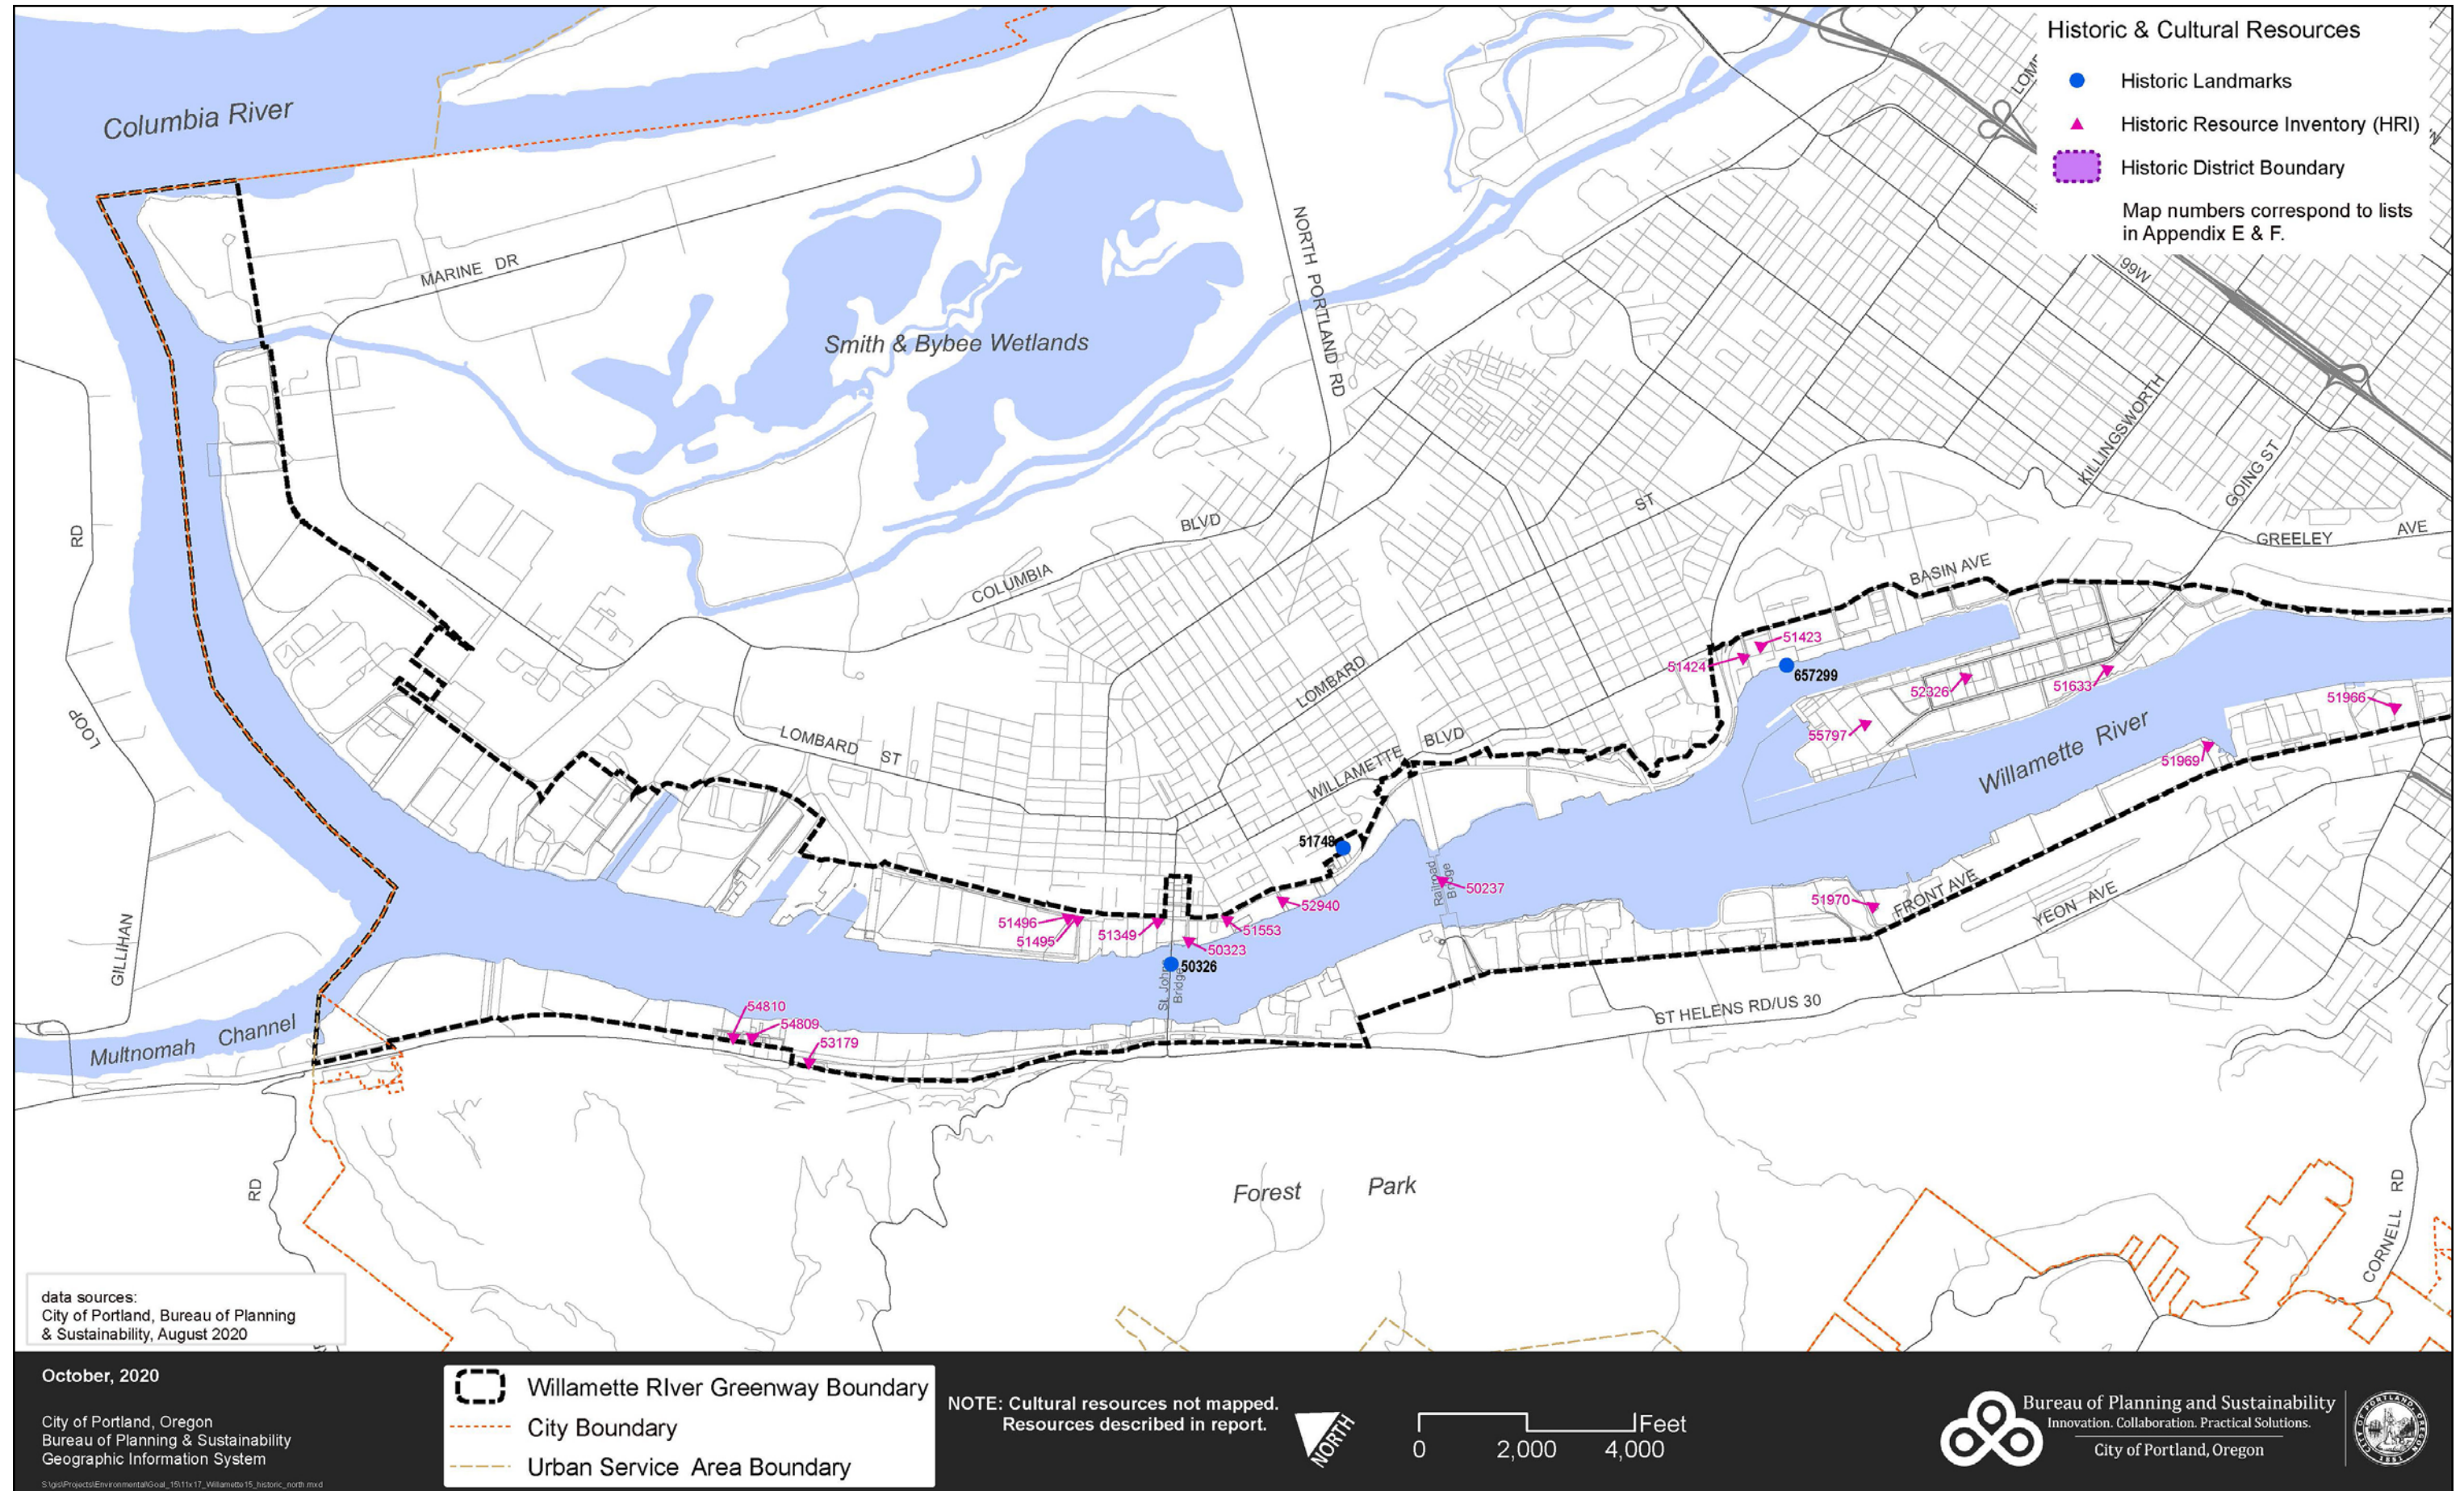 Historic & Cultural Resources
Historic Landmarks
Historic Resource Inventory (HRI)
Historic District Boundary
Map numbers correspond to lists
in Appendix E & F.
Columbia River
MARINE DR
Smith & Bybee Wetlands
NORTH PORTLAND RD
99W
KILLINGSWORTH
GOING ST
GREELEY AVE
BASIN AVE
ST
BLVD
COLUMBIA
RD
LOOP
GILLIHAN
LOMBARD
LOMBARD ST
WILLAMETTE BLVD
51423
51424
657299
52326
51633
55797
51966
51969
Willamette River
51748
Railroad
Bridge
50237
52940
51970
FRONT AVE
YEON AVE
51496
51495
51349
51553
50323
50326
St. Johns
Bridge
54810
54809
53179
Multnomah Channel
ST HELENS RD/US 30
Forest Park
RD
CORNELL RD
data sources:
City of Portland, Bureau of Planning
& Sustainability, August 2020
October, 2020
City of Portland, Oregon
Bureau of Planning & Sustainability
Geographic Information System
S:\gis\Projects\Environmental\Goal_15\11x17_Willamette15_historic_north.mxd
Willamette RIver Greenway Boundary
City Boundary
Urban Service Area Boundary
NOTE: Cultural resources not mapped.
Resources described in report.
NORTH
Feet
0 2,000 4,000
Bureau of Planning and Sustainability
Innovation. Collaboration. Practical Solutions.
City of Portland, Oregon